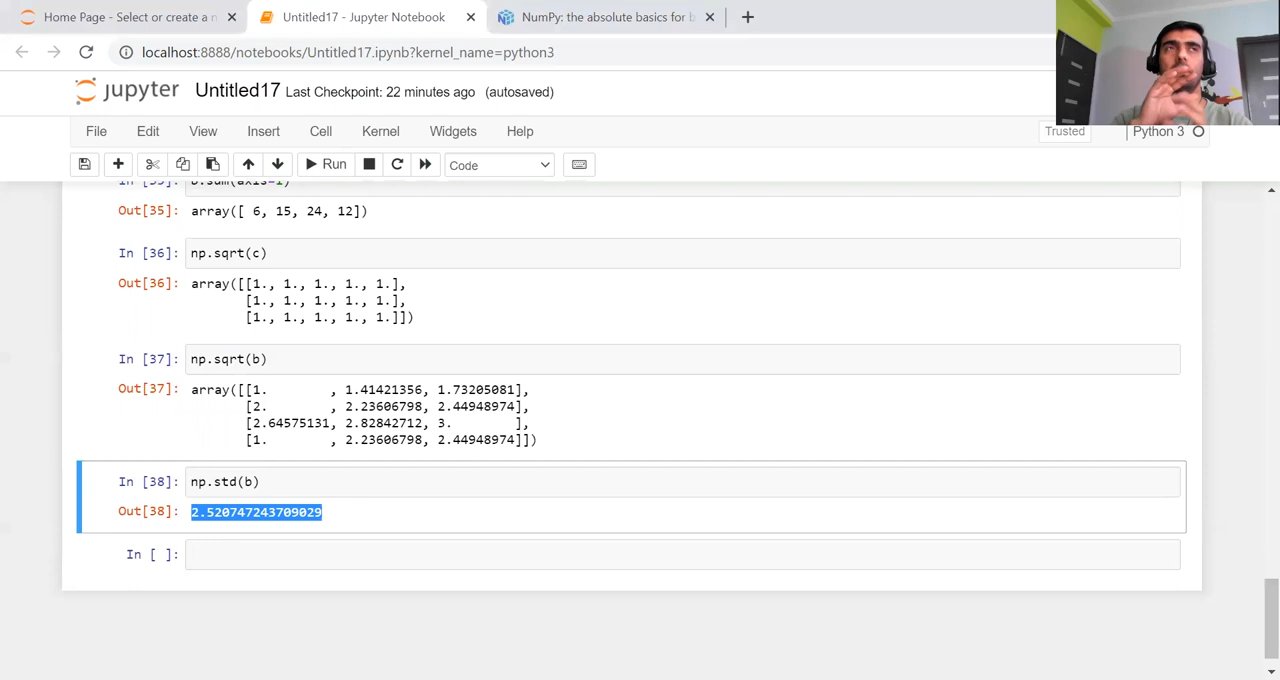 Home Page - Select or create a n
Untitled17 - Jupyter Notebook
NumPy: the absolute basics for b
localhost:8888/notebooks/Untitled17.ipynb?kernel_name=python3
jupyter Untitled17 Last Checkpoint: 22 minutes ago (autosaved)
File Edit View Insert Cell Kernel Widgets Help
Trusted Python 3
Run Code
In [35]: b.sum(axis=1)
Out[35]: array([ 6, 15, 24, 12])
In [36]: np.sqrt(c)
Out[36]: array([[1., 1., 1., 1., 1.],
[1., 1., 1., 1., 1.],
[1., 1., 1., 1., 1.]])
In [37]: np.sqrt(b)
Out[37]: array([[1.        , 1.41421356, 1.73205081],
[2.        , 2.23606798, 2.44948974],
[2.64575131, 2.82842712, 3.        ],
[1.        , 2.23606798, 2.44948974]])
In [38]: np.std(b)
Out[38]: 2.520747243709029
In [ ]: